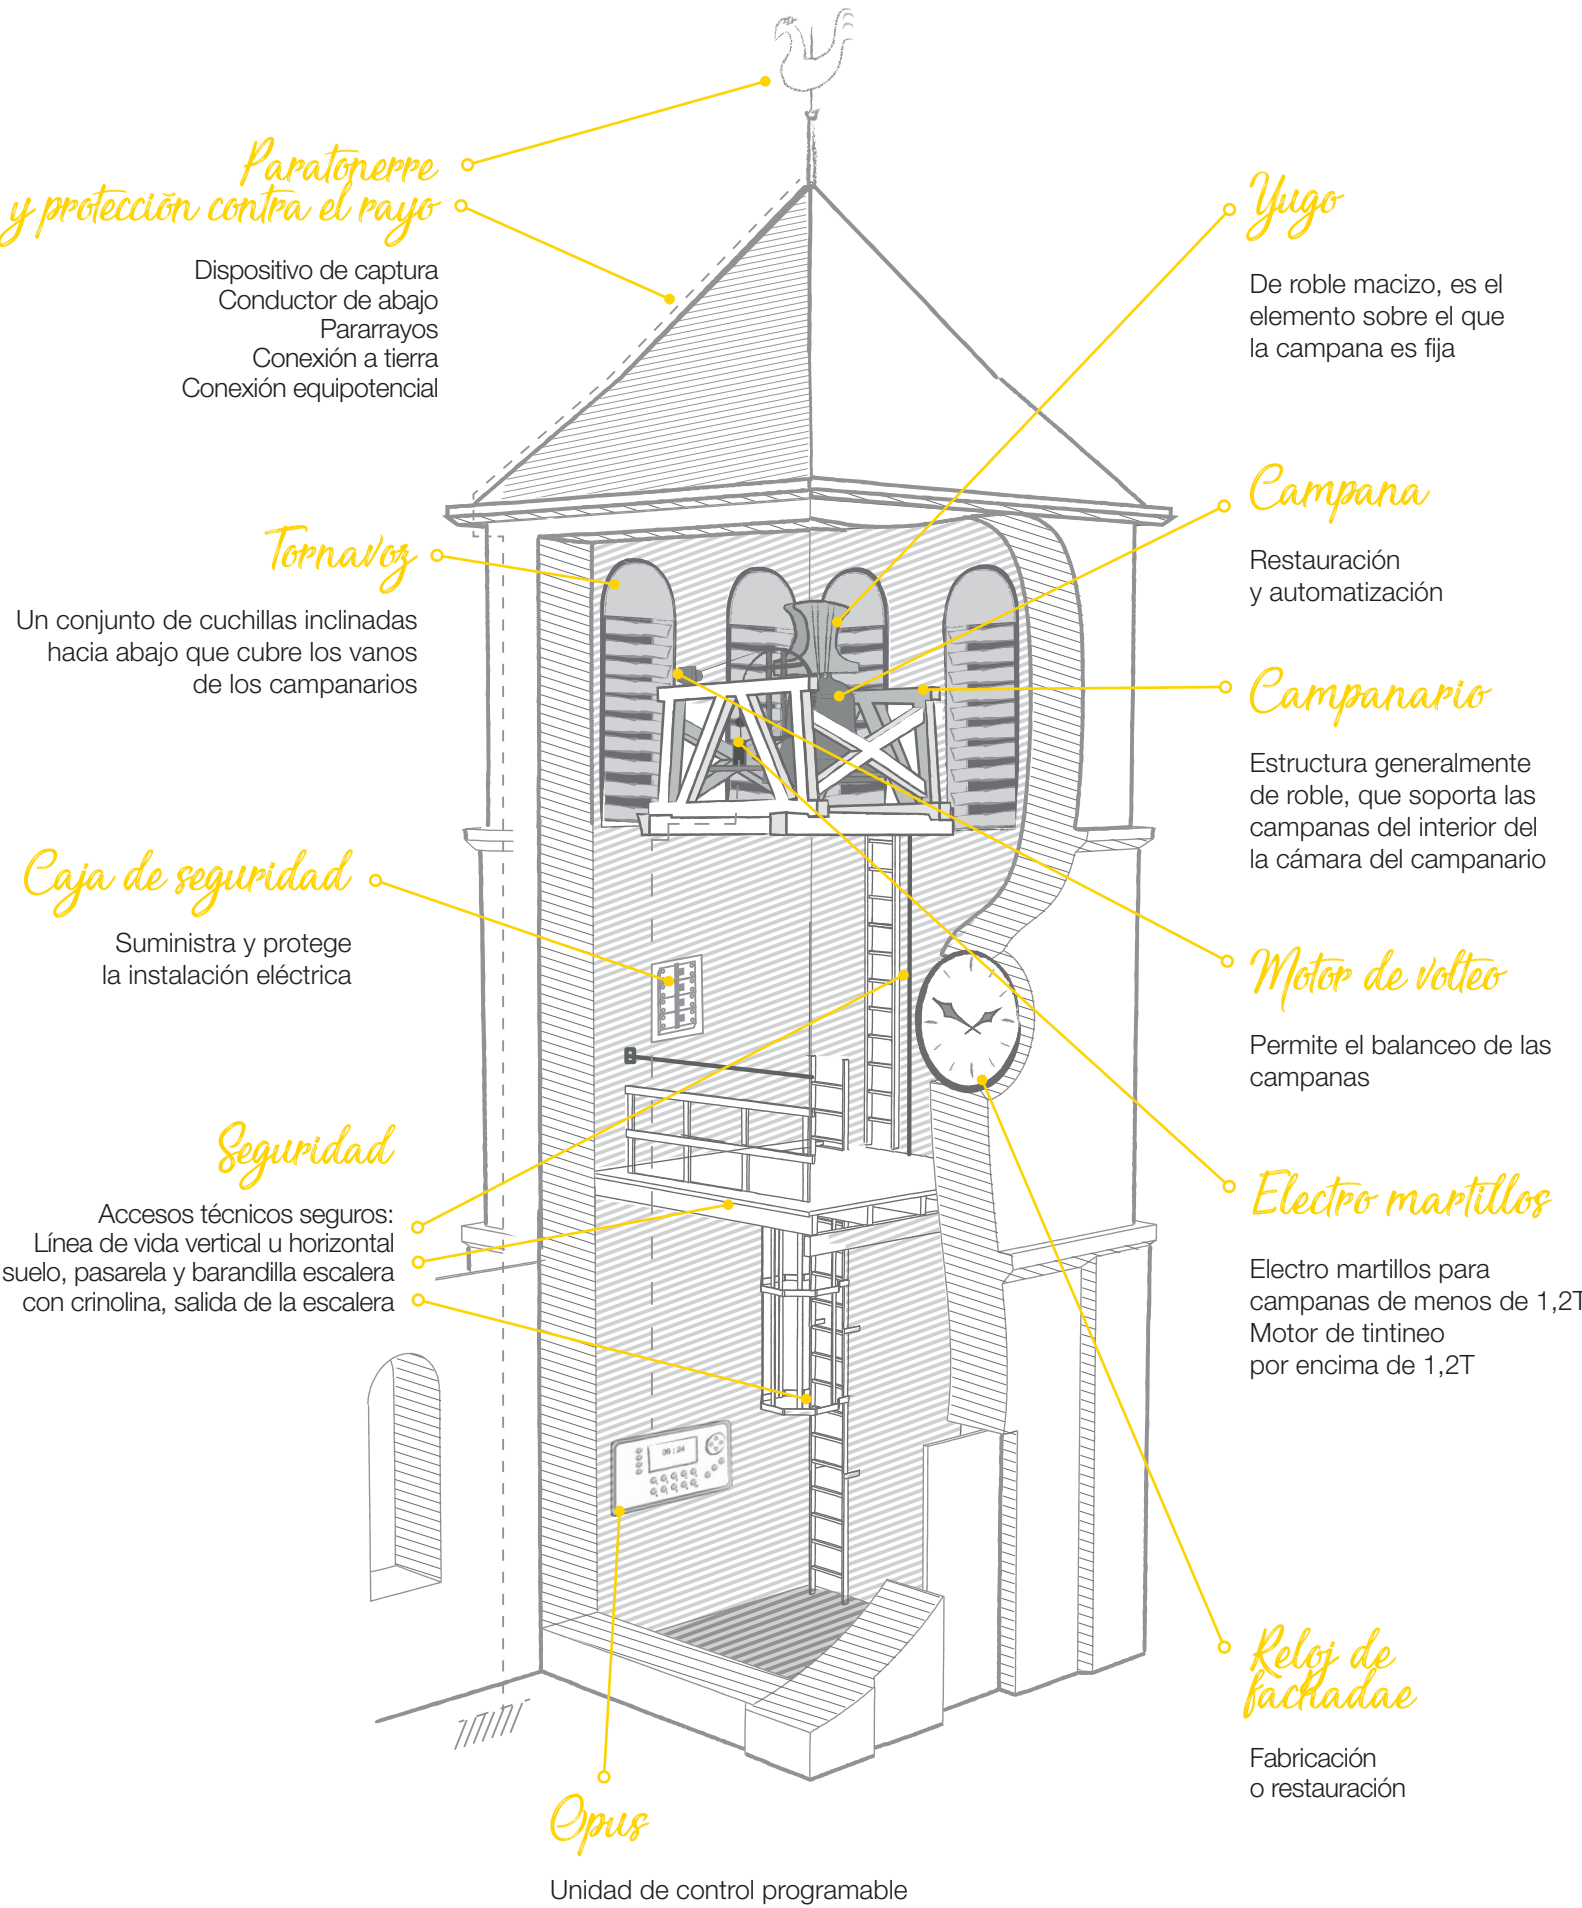 Paratonerre
y protección contra el rayo
Dispositivo de captura
Conductor de abajo
Pararrayos
Conexión a tierra
Conexión equipotencial
Tornavoz
Un conjunto de cuchillas inclinadas
hacia abajo que cubre los vanos
de los campanarios
Caja de seguridad
Suministra y protege
la instalación eléctrica
Seguridad
Accesos técnicos seguros:
Línea de vida vertical u horizontal
suelo, pasarela y barandilla escalera
con crinolina, salida de la escalera
09:24
Opus
Unidad de control programable
Yugo
De roble macizo, es el
elemento sobre el que
la campana es fija
Campana
Restauración
y automatización
Campanario
Estructura generalmente
de roble, que soporta las
campanas del interior del
la cámara del campanario
Motor de volteo
Permite el balanceo de las
campanas
Electro martillos
Electro martillos para
campanas de menos de 1,2T
Motor de tintineo
por encima de 1,2T
Reloj de
fachadae
Fabricación
o restauración